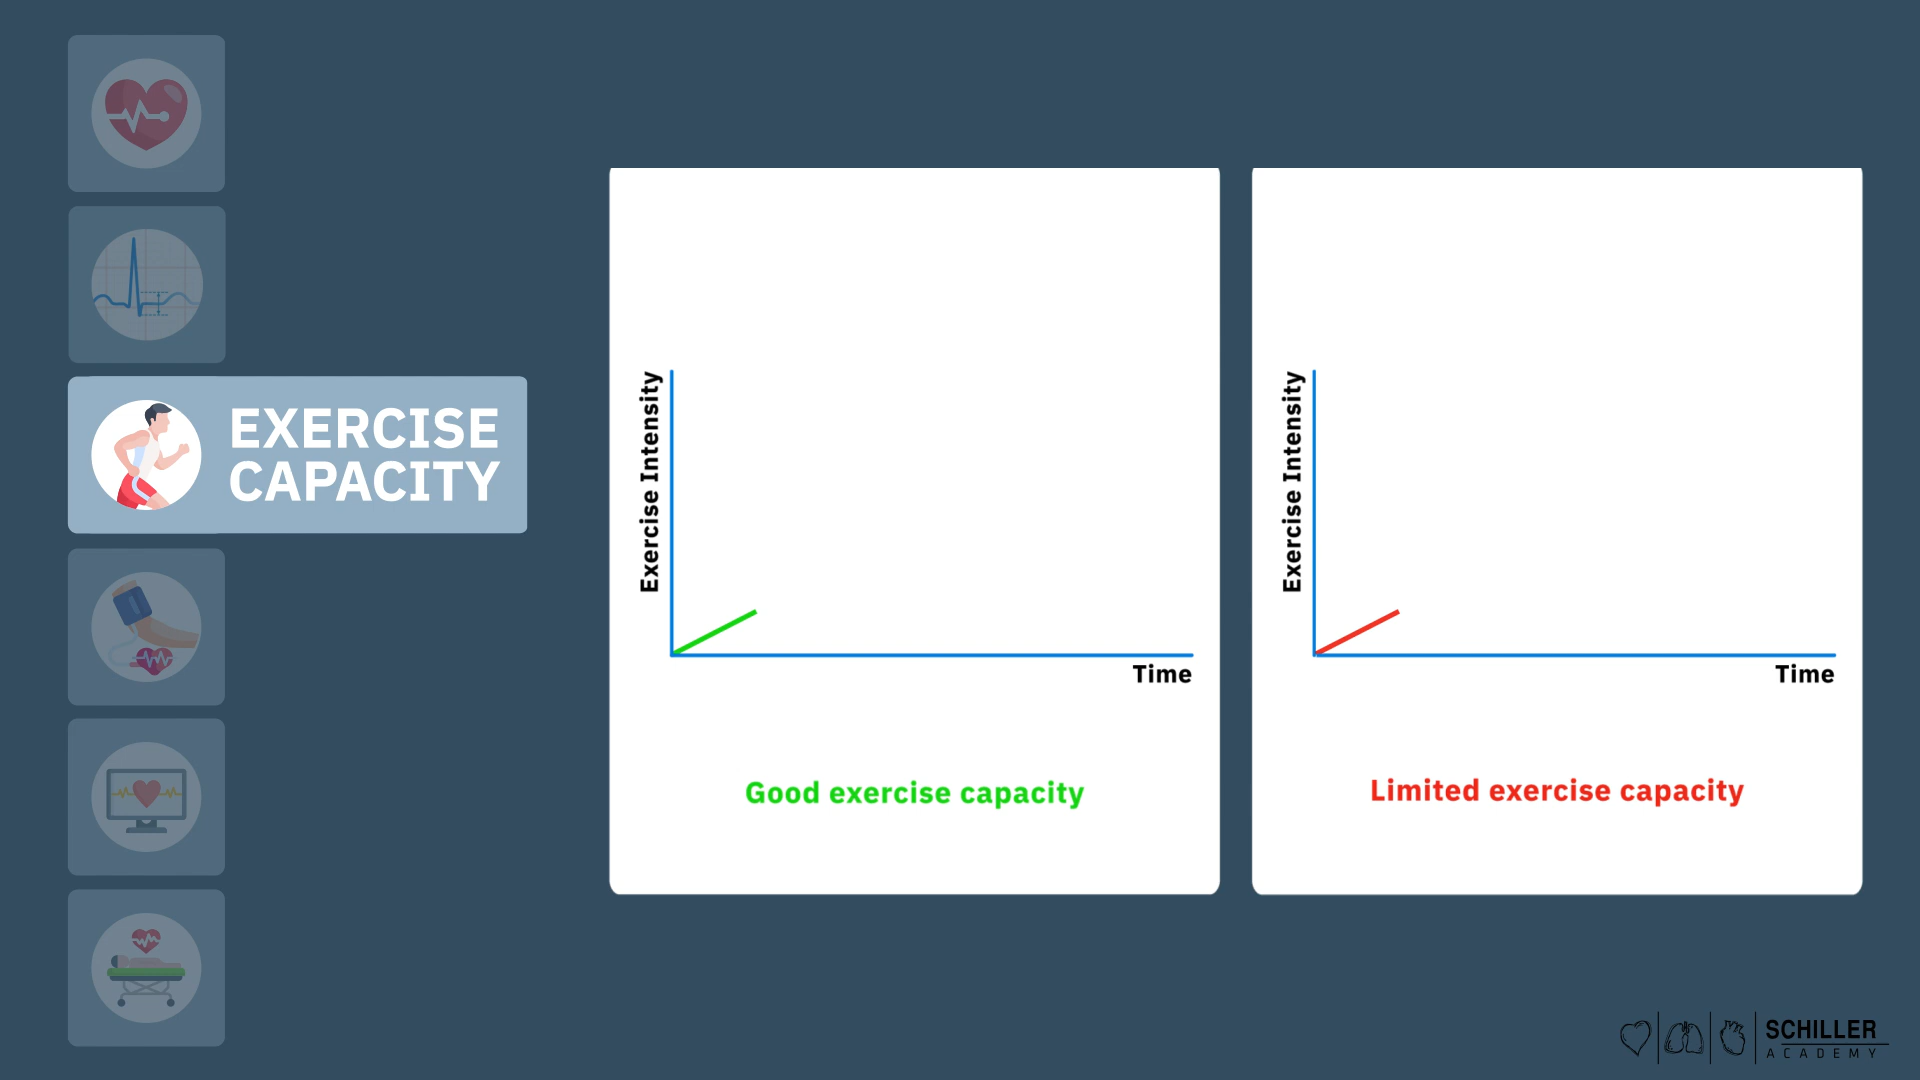 EXERCISE
CAPACITY
Exercise Intensity
Time
Good exercise capacity
Exercise Intensity
Time
Limited exercise capacity
SCHILLER
ACADEMY